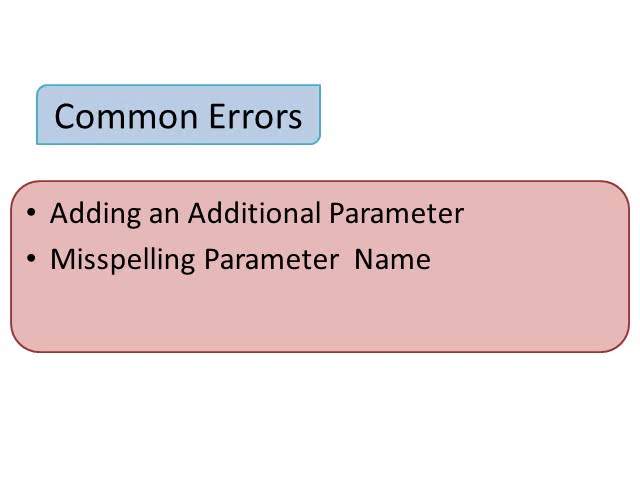 Common Errors
• Adding an Additional Parameter
• Misspelling Parameter  Name